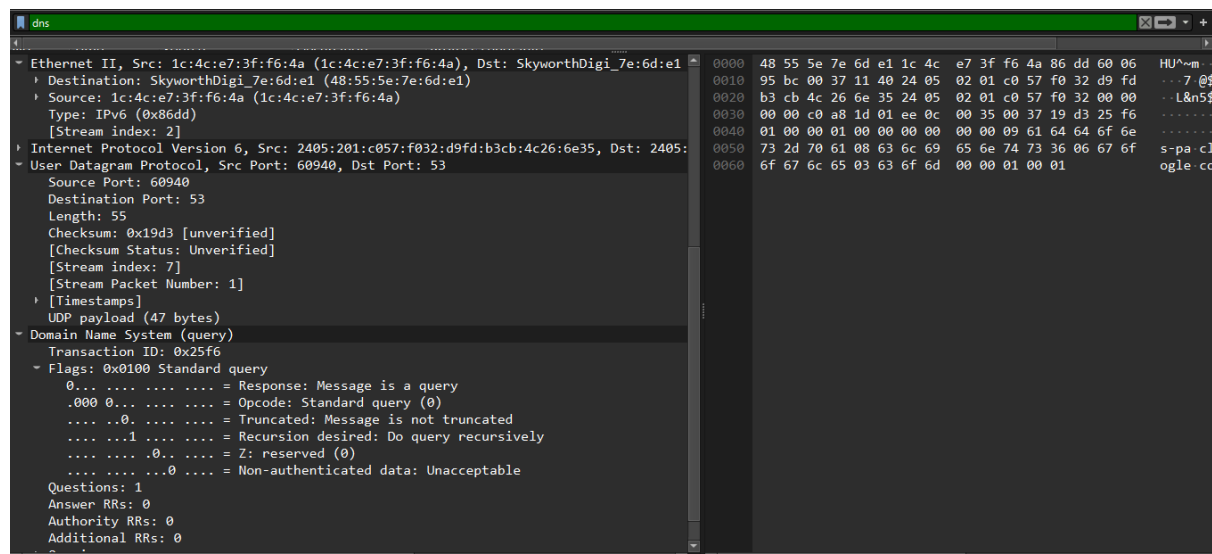 dns
Ethernet II, Src: 1c:4c:e7:3f:f6:4a (1c:4c:e7:3f:f6:4a), Dst: SkyworthDigi_7e:6d:e1
Destination: SkyworthDigi_7e:6d:e1 (48:55:5e:7e:6d:e1)
Source: 1c:4c:e7:3f:f6:4a (1c:4c:e7:3f:f6:4a)
Type: IPv6 (0x86dd)
[Stream index: 2]
Internet Protocol Version 6, Src: 2405:201:c057:f032:d9fd:b3cb:4c26:6e35, Dst: 2405:
User Datagram Protocol, Src Port: 60940, Dst Port: 53
Source Port: 60940
Destination Port: 53
Length: 55
Checksum: 0x19d3 [unverified]
[Checksum Status: Unverified]
[Stream index: 7]
[Stream Packet Number: 1]
[Timestamps]
UDP payload (47 bytes)
Domain Name System (query)
Transaction ID: 0x25f6
Flags: 0x0100 Standard query
0... .... .... .... = Response: Message is a query
.000 0... .... .... = Opcode: Standard query (0)
.... ..0. .... .... = Truncated: Message is not truncated
.... ...1 .... .... = Recursion desired: Do query recursively
.... .... .0.. .... = Z: reserved (0)
.... .... ...0 .... = Non-authenticated data: Unacceptable
Questions: 1
Answer RRs: 0
Authority RRs: 0
Additional RRs: 0
0000 48 55 5e 7e 6d e1 1c 4c e7 3f f6 4a 86 dd 60 06 HU^~m··
0010 95 bc 00 37 11 40 24 05 02 01 c0 57 f0 32 d9 fd ···7·@$
0020 b3 cb 4c 26 6e 35 24 05 02 01 c0 57 f0 32 00 00 ··L&n5$
0030 00 00 c0 a8 1d 01 ee 0c 00 35 00 37 19 d3 25 f6 ·······
0040 01 00 00 01 00 00 00 00 00 00 09 61 64 64 6f 6e ·······
0050 73 2d 70 61 08 63 6c 69 65 6e 74 73 36 06 67 6f s-pa·cl
0060 6f 67 6c 65 03 63 6f 6d 00 00 01 00 01 ogle·co